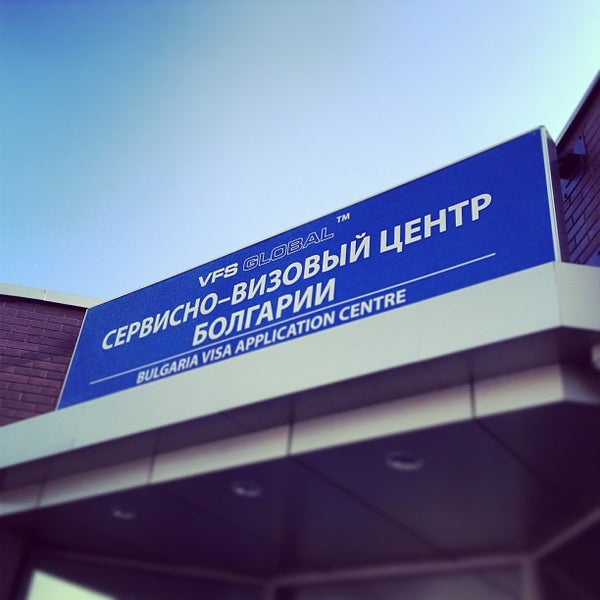 VFS GLOBAL™
СЕРВИСНО-ВИЗОВЫЙ ЦЕНТР
БОЛГАРИИ
BULGARIA VISA APPLICATION CENTRE